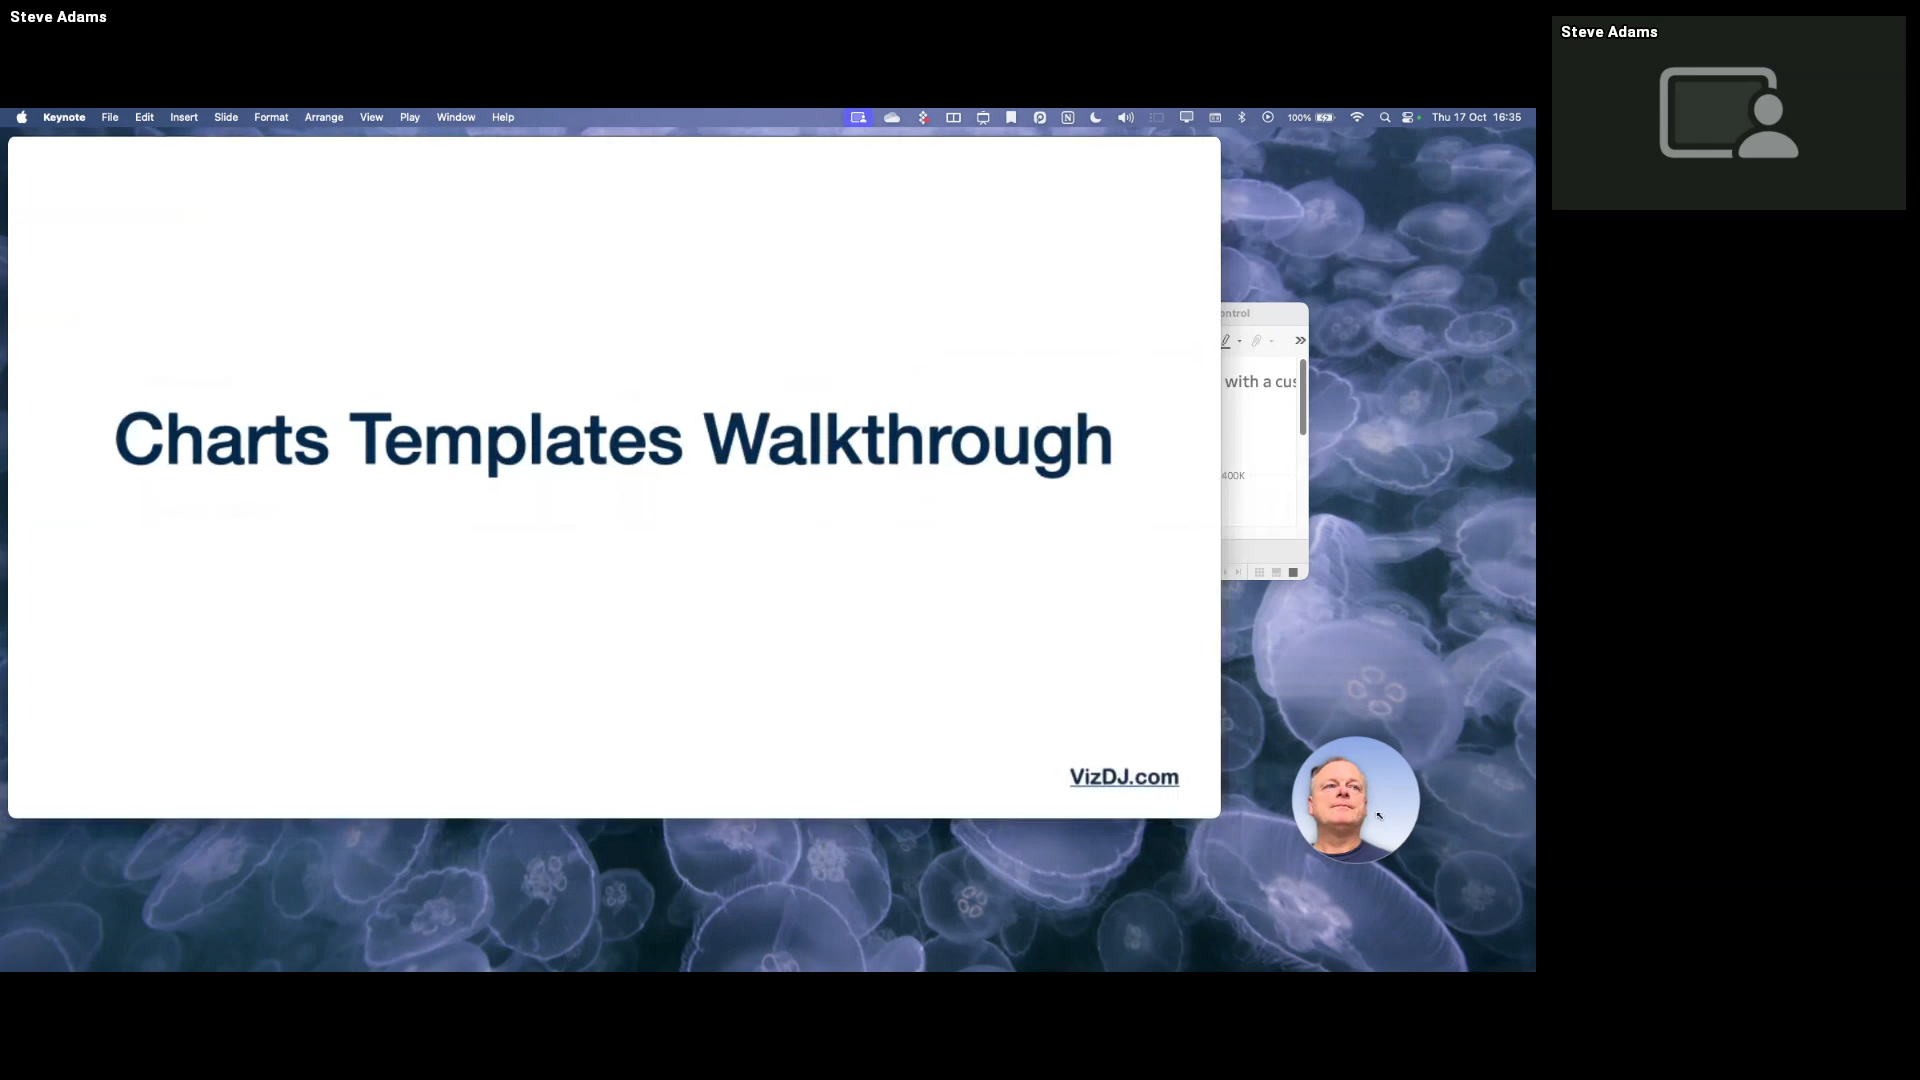 Steve Adams
Steve Adams
Keynote File Edit Insert Slide Format Arrange View Play Window Help 100% Thu 17 Oct 16:35
ontrol
with a cus
400K
Charts Templates Walkthrough
VizDJ.com